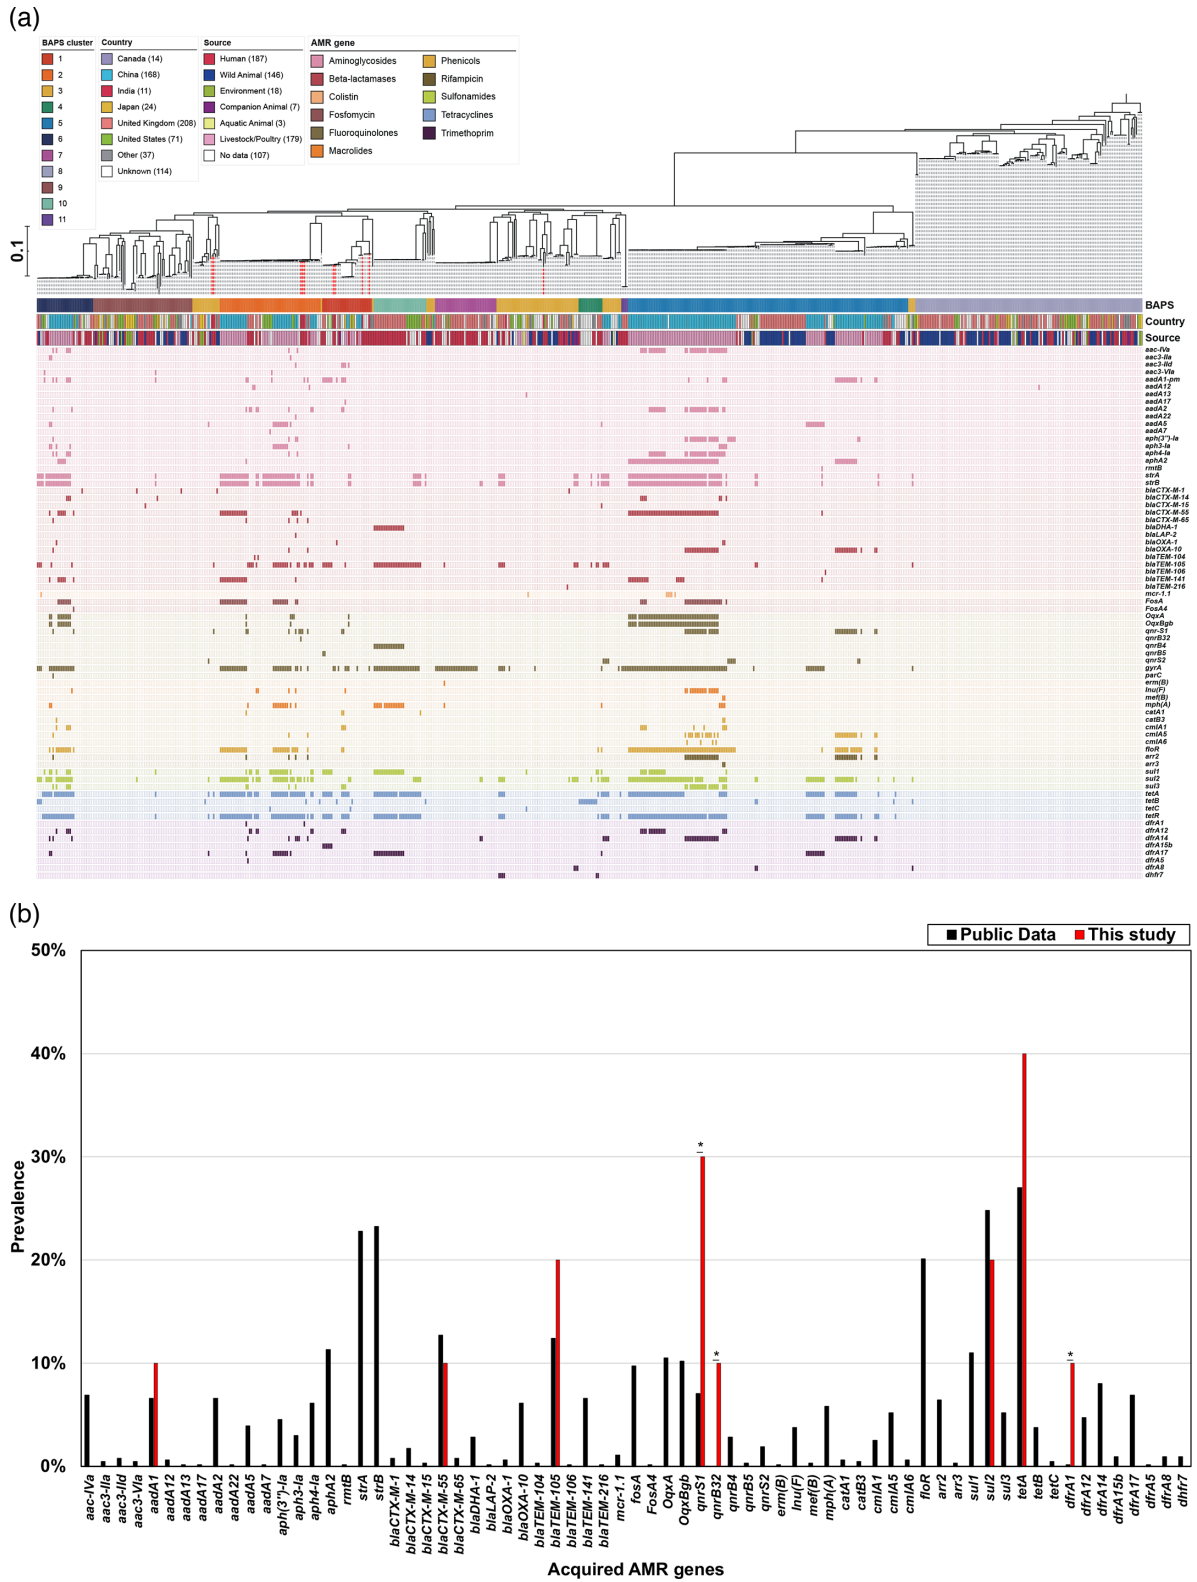 (a)
BAPS cluster
1
2
3
4
5
6
7
8
9
10
11
Country
Canada (14)
China (168)
India (11)
Japan (24)
United Kingdom (208)
United States (71)
Other (37)
Unknown (114)
Source
Human (187)
Wild Animal (146)
Environment (18)
Companion Animal (7)
Aquatic Animal (3)
Livestock/Poultry (179)
No data (107)
AMR gene
Aminoglycosides
Beta-lactamases
Colistin
Fosfomycin
Fluoroquinolones
Macrolides
Phenicols
Rifampicin
Sulfonamides
Tetracyclines
Trimethoprim
0.1
BAPS
Country
Source
aac-IVa
aac3-IIa
aac3-IId
aac3-VIa
aadA1-pm
aadA12
aadA13
aadA17
aadA2
aadA22
aadA5
aadA7
aph(3")-Ia
aph3-Ia
aph4-Ia
aphA2
rmtB
strA
strB
blaCTX-M-1
blaCTX-M-14
blaCTX-M-15
blaCTX-M-55
blaCTX-M-65
blaDHA-1
blaLAP-2
blaOXA-1
blaOXA-10
blaTEM-104
blaTEM-105
blaTEM-106
blaTEM-141
blaTEM-216
mcr-1.1
FosA
FosA4
OqxA
OqxBgb
qnr-S1
qnrB32
qnrB4
qnrB5
qnrS2
gyrA
parC
erm(B)
lnu(F)
mef(B)
mph(A)
catA1
catB3
cmlA1
cmlA5
cmlA6
floR
arr2
arr3
sul1
sul2
sul3
tetA
tetB
tetC
tetR
dfrA1
dfrA12
dfrA14
dfrA15b
dfrA17
dfrA5
dfrA8
dhfr7
(b)
Public Data This study
50%
40%
30%
20%
10%
0%
Prevalence
*
*
*
aac-IVa
aac3-IIa
aac3-IId
aac3-VIa
aadA1
aadA12
aadA13
aadA17
aadA2
aadA22
aadA5
aadA7
aph(3")-Ia
aph3-Ia
aph4-Ia
aphA2
rmtB
strA
strB
blaCTX-M-1
blaCTX-M-14
blaCTX-M-15
blaCTX-M-55
blaCTX-M-65
blaDHA-1
blaLAP-2
blaOXA-1
blaOXA-10
blaTEM-104
blaTEM-105
blaTEM-106
blaTEM-141
blaTEM-216
mcr-1.1
fosA
FosA4
OqxA
OqxBgb
qnrS1
qnrB32
qnrB4
qnrB5
qnrS2
erm(B)
lnu(F)
mef(B)
mph(A)
catA1
catB3
cmlA1
cmlA5
cmlA6
floR
arr2
arr3
sul1
sul2
sul3
tetA
tetB
tetC
dfrA1
dfrA12
dfrA14
dfrA15b
dfrA17
dfrA5
dfrA8
dhfr7
Acquired AMR genes